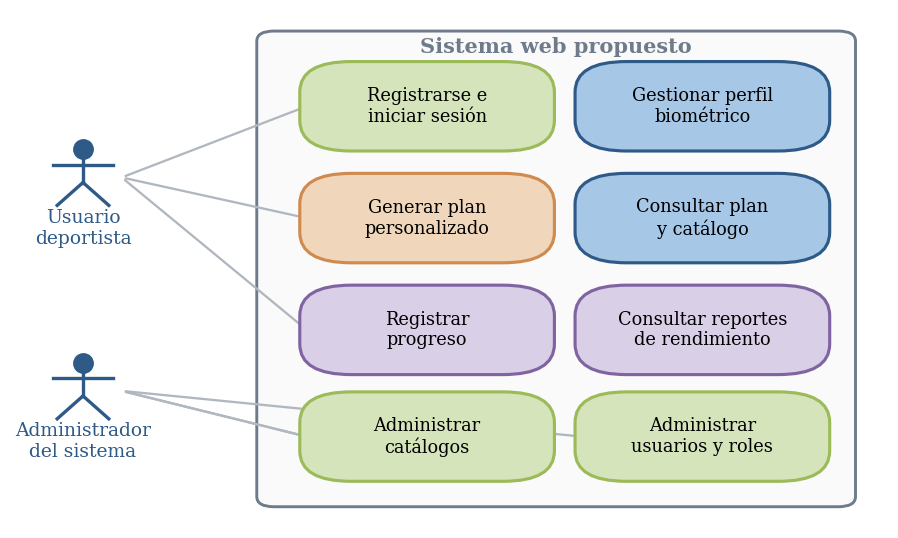 Sistema web propuesto
Registrarse e
iniciar sesión
Gestionar perfil
biométrico
Usuario
deportista
Generar plan
personalizado
Consultar plan
y catálogo
Registrar
progreso
Consultar reportes
de rendimiento
Administrador
del sistema
Administrar
catálogos
Administrar
usuarios y roles